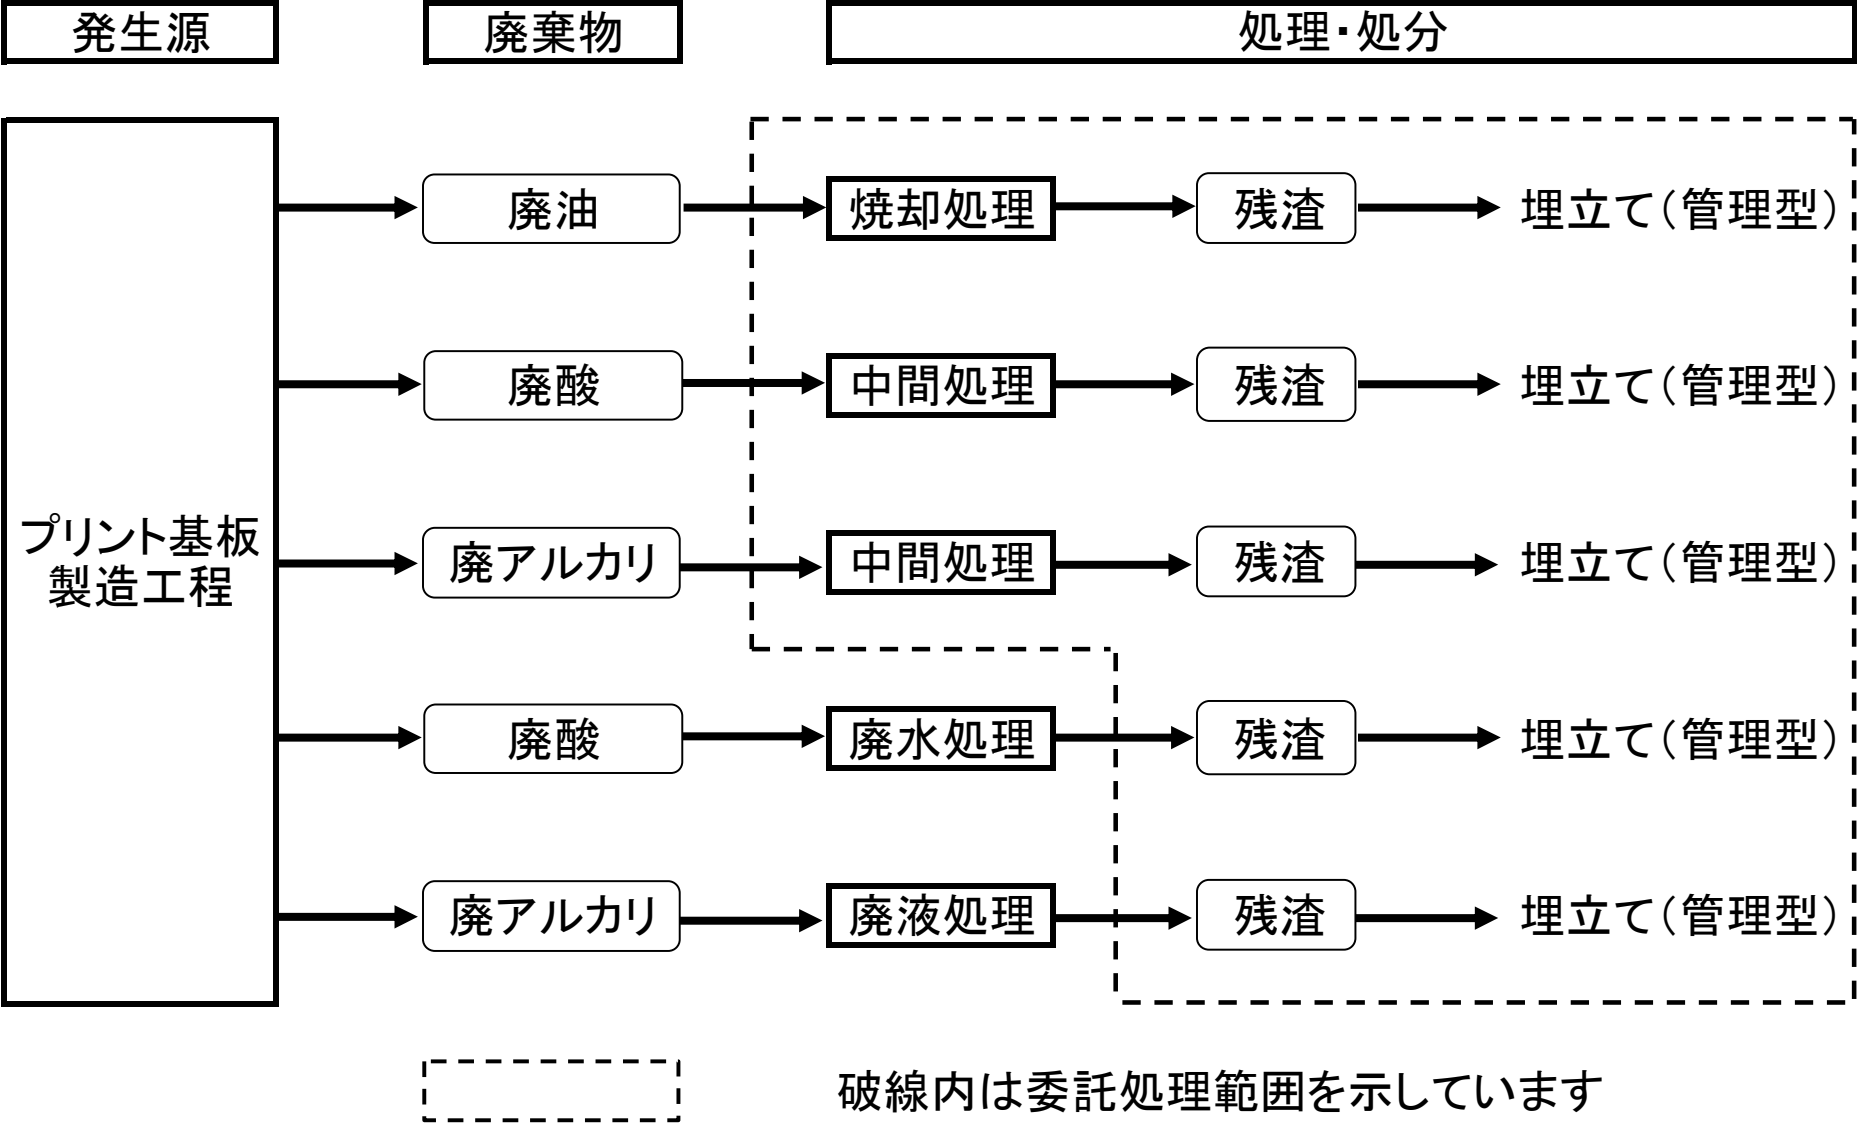 発生源
廃棄物
処理・処分
プリント基板
製造工程
廃油
焼却処理
残渣
埋立て（管理型）
廃酸
中間処理
残渣
埋立て（管理型）
廃アルカリ
中間処理
残渣
埋立て（管理型）
廃酸
廃水処理
残渣
埋立て（管理型）
廃アルカリ
廃液処理
残渣
埋立て（管理型）
破線内は委託処理範囲を示しています